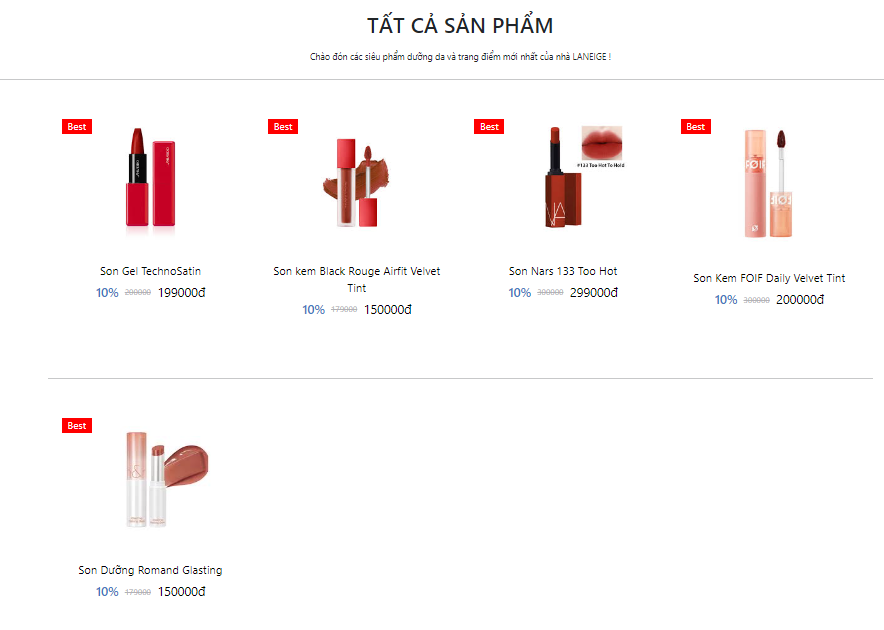 TẤT CẢ SẢN PHẨM
Chào đón các siêu phẩm dưỡng da và trang điểm mới nhất của nhà LANEIGE !
Best
Best
Best
Best
#133 Too Hot To Hold
FOIF
Son Gel TechnoSatin
10% 200000 199000đ
Son kem Black Rouge Airfit Velvet
Tint
10% 179000 150000đ
Son Nars 133 Too Hot
10% 300000 299000đ
Son Kem FOIF Daily Velvet Tint
10% 300000 200000đ
Best
Son Dưỡng Romand Glasting
10% 179000 150000đ